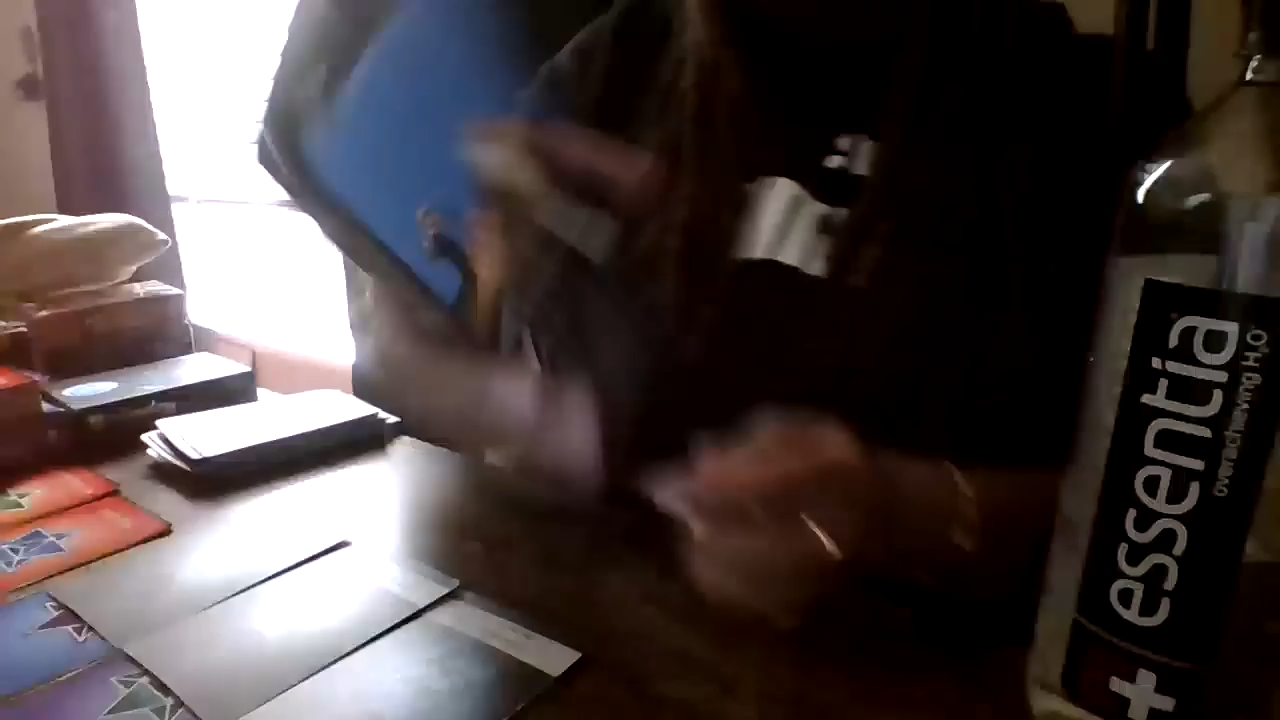 essentia
overachieving H₂O
+